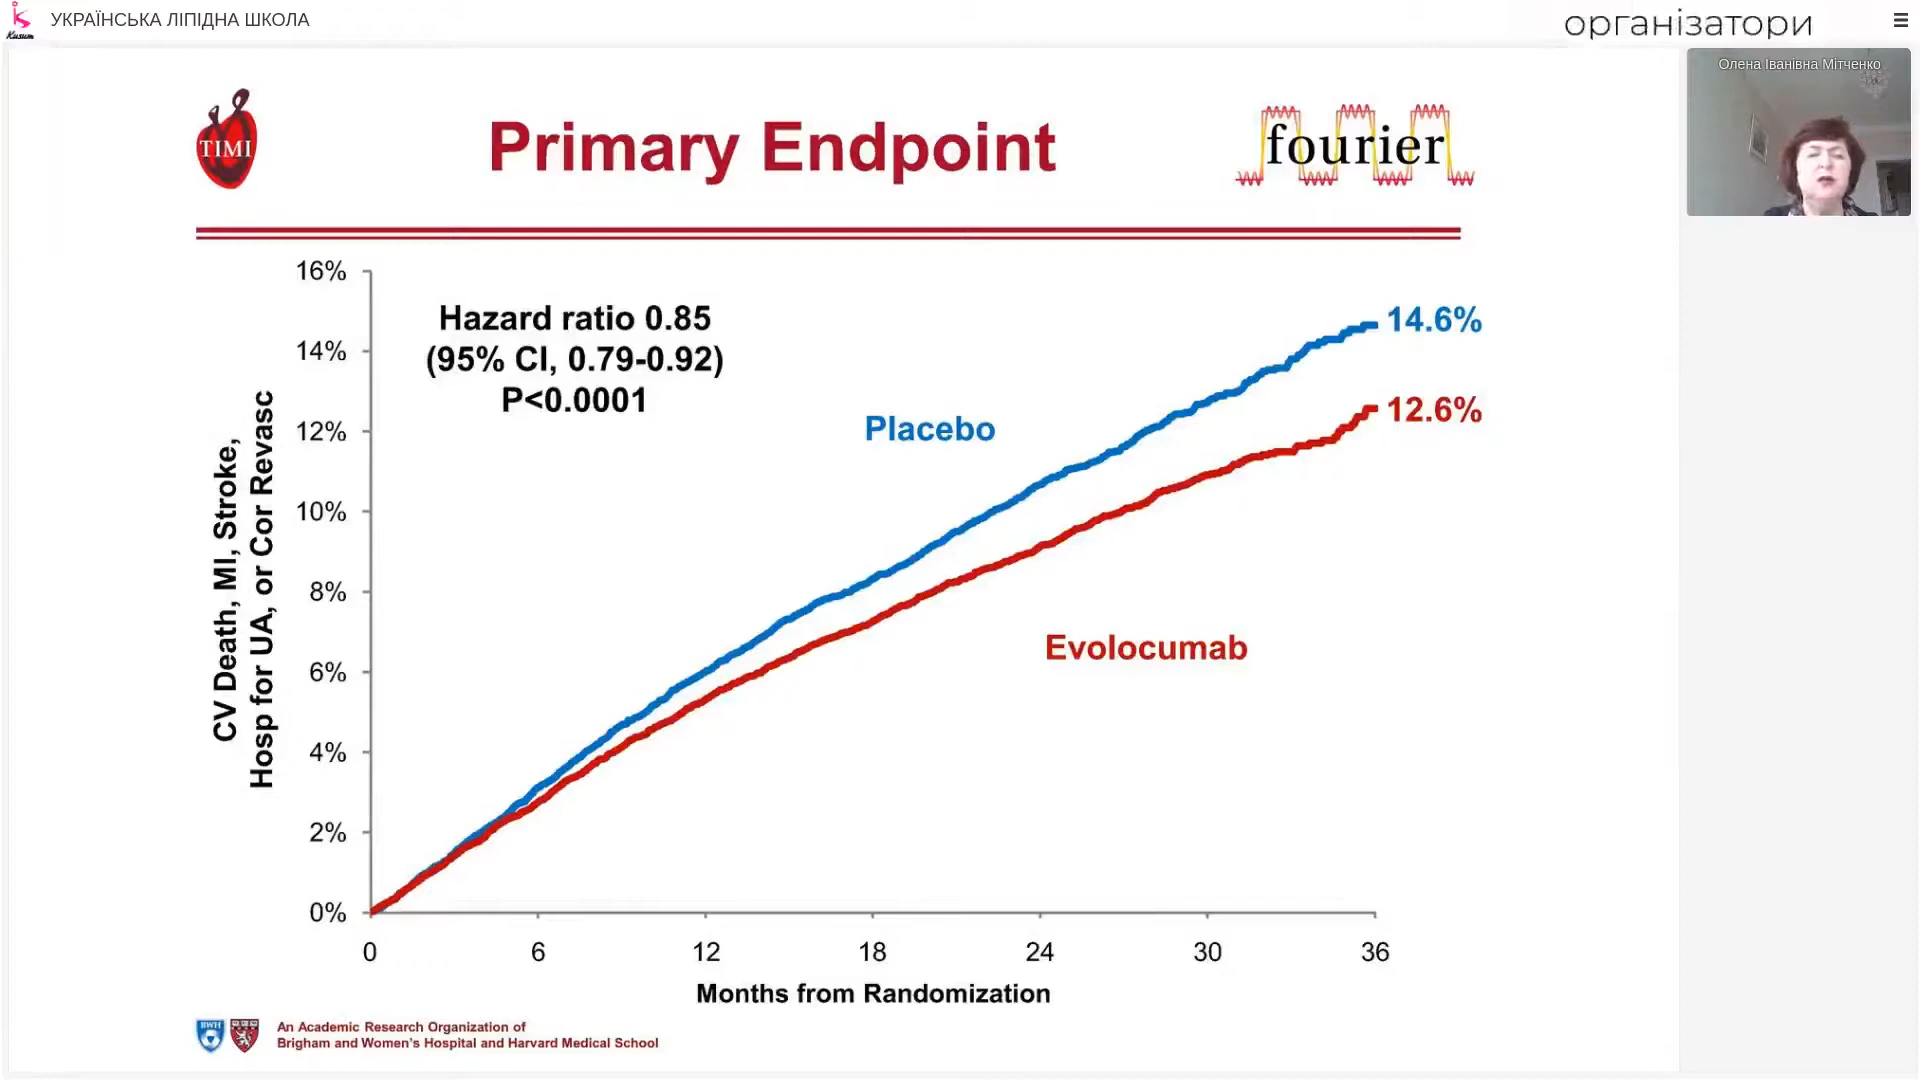 Kusum
УКРАЇНСЬКА ЛІПІДНА ШКОЛА
організатори
Олена Іванівна Мітченко
TIMI
Primary Endpoint
fourier
16%
14%
12%
10%
8%
6%
4%
2%
0%
CV Death, MI, Stroke,
Hosp for UA, or Cor Revasc
Hazard ratio 0.85
(95% CI, 0.79-0.92)
P<0.0001
Placebo
14.6%
12.6%
Evolocumab
0 6 12 18 24 30 36
Months from Randomization
BWH
An Academic Research Organization of
Brigham and Women's Hospital and Harvard Medical School